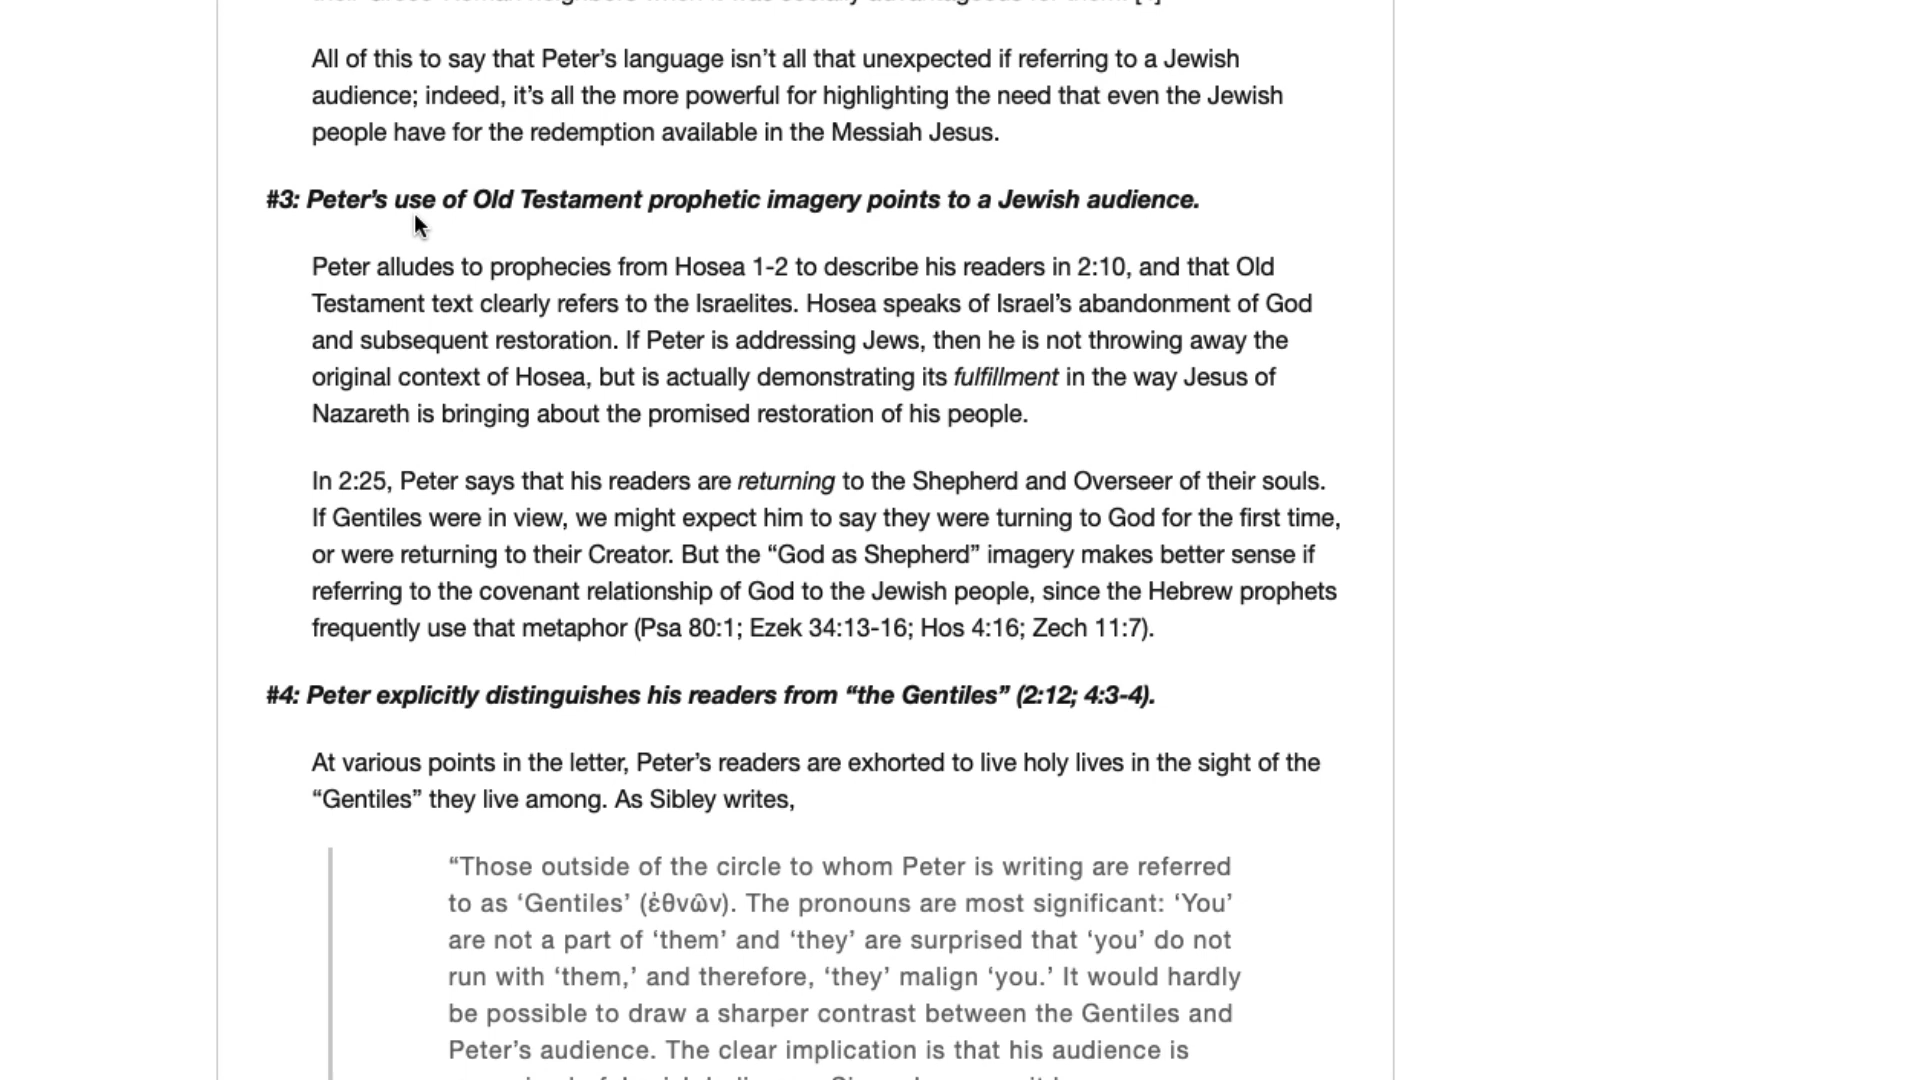 All of this to say that Peter’s language isn’t all that unexpected if referring to a Jewish
audience; indeed, it’s all the more powerful for highlighting the need that even the Jewish
people have for the redemption available in the Messiah Jesus.
#3: Peter’s use of Old Testament prophetic imagery points to a Jewish audience.
Peter alludes to prophecies from Hosea 1-2 to describe his readers in 2:10, and that Old
Testament text clearly refers to the Israelites. Hosea speaks of Israel’s abandonment of God
and subsequent restoration. If Peter is addressing Jews, then he is not throwing away the
original context of Hosea, but is actually demonstrating its fulfillment in the way Jesus of
Nazareth is bringing about the promised restoration of his people.
In 2:25, Peter says that his readers are returning to the Shepherd and Overseer of their souls.
If Gentiles were in view, we might expect him to say they were turning to God for the first time,
or were returning to their Creator. But the “God as Shepherd” imagery makes better sense if
referring to the covenant relationship of God to the Jewish people, since the Hebrew prophets
frequently use that metaphor (Psa 80:1; Ezek 34:13-16; Hos 4:16; Zech 11:7).
#4: Peter explicitly distinguishes his readers from “the Gentiles” (2:12; 4:3-4).
At various points in the letter, Peter’s readers are exhorted to live holy lives in the sight of the
“Gentiles” they live among. As Sibley writes,
“Those outside of the circle to whom Peter is writing are referred
to as ‘Gentiles’ (ἐθνῶν). The pronouns are most significant: ‘You’
are not a part of ‘them’ and ‘they’ are surprised that ‘you’ do not
run with ‘them,’ and therefore, ‘they’ malign ‘you.’ It would hardly
be possible to draw a sharper contrast between the Gentiles and
Peter’s audience. The clear implication is that his audience is